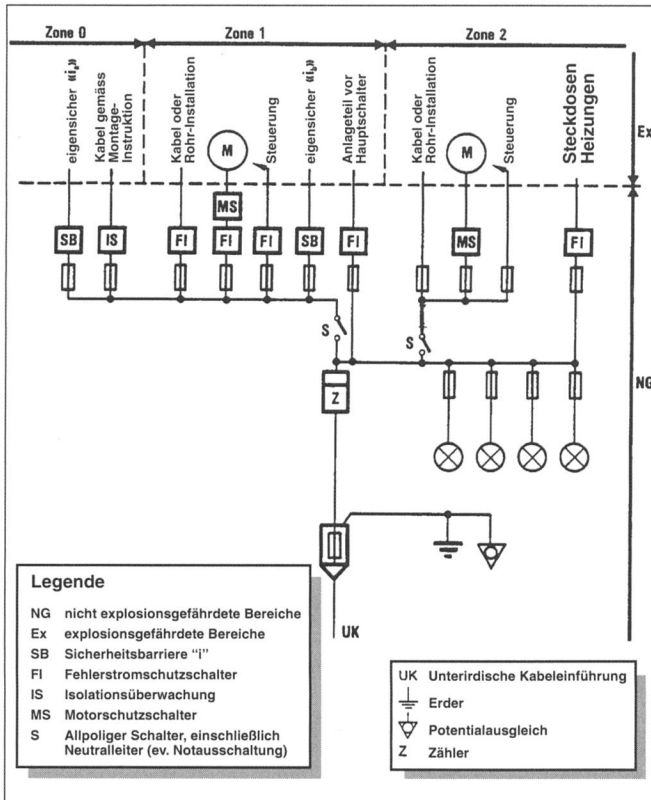 Zone 0
Zone 1
Zone 2
eigensicher «ia»
Kabel gemäss
Montage-
Instruktion
Kabel oder
Rohr-Installation
M
Steuerung
eigensicher «ib»
Anlageteil vor
Hauptschalter
Kabel oder
Rohr-Installation
M
Steuerung
Steckdosen
Heizungen
Ex
MS
SB
IS
FI
FI
FI
SB
FI
MS
FI
S
S
Z
NG
UK
Legende
NG nicht explosionsgefährdete Bereiche
Ex explosionsgefährdete Bereiche
SB Sicherheitsbarriere “i”
FI Fehlerstromschutzschalter
IS Isolationsüberwachung
MS Motorschutzschalter
S Allpoliger Schalter, einschließlich
Neutralleiter (ev. Notausschaltung)
UK Unterirdische Kabeleinführung
Erder
Potentialausgleich
Z Zähler